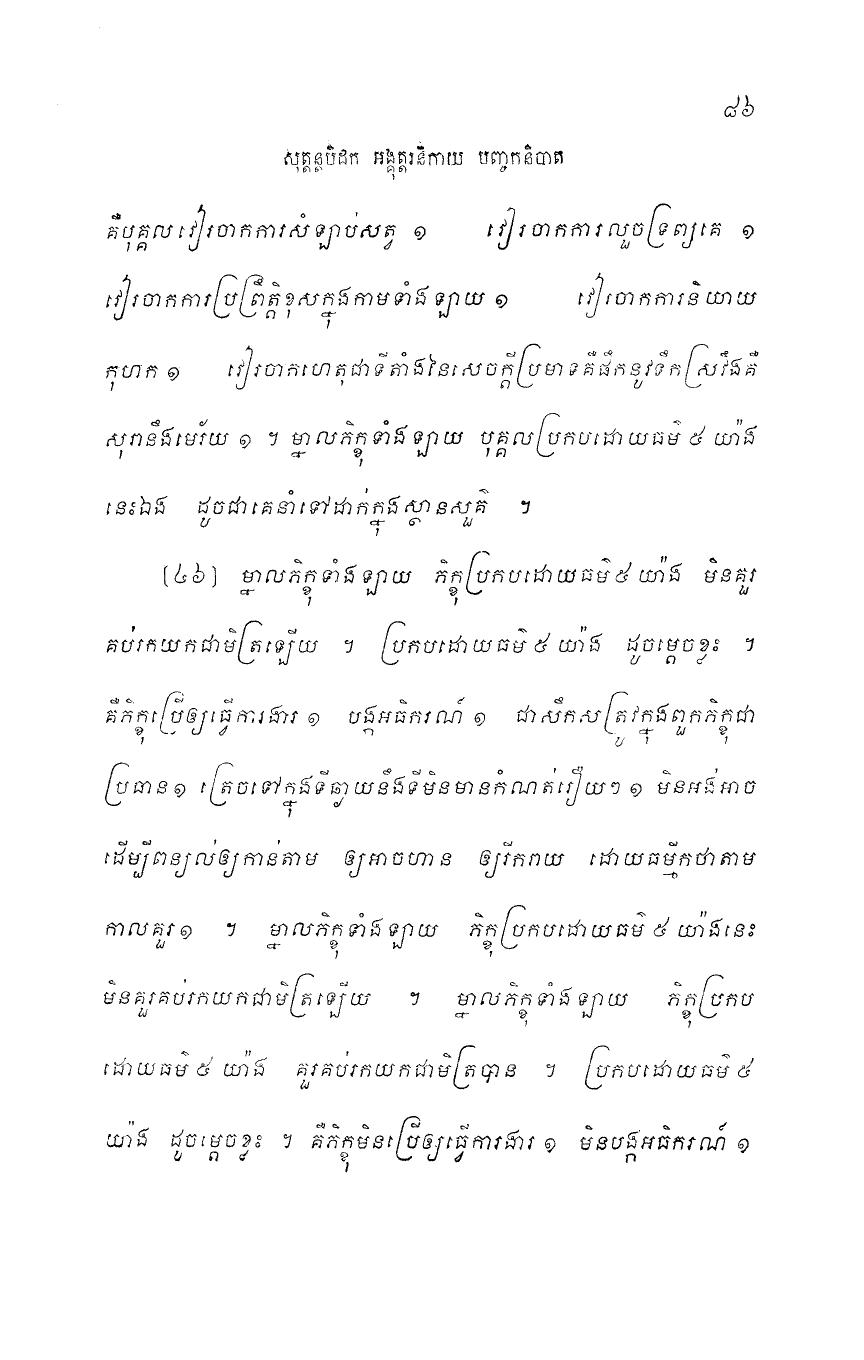 ៨៦
សុត្តន្តបិដក អង្គុត្តរនិកាយ បញ្ចកនិបាត
គឺបុគ្គលវៀរចាកការសំឡាប់សត្វ ១ វៀរចាកការលួចទ្រព្យគេ ១
វៀរចាកការប្រព្រឹត្តិខុសក្នុងកាមទាំងឡាយ ១ វៀរចាកការនិយាយ
កុហក ១ វៀរចាកហេតុជាទីតាំងនៃសេចក្តីប្រមាទគឺផឹកនូវទឹកស្រវឹងគឺ
សុរានឹងមេរ័យ ១ ។ ម្នាលភិក្ខុទាំងឡាយ បុគ្គលប្រកបដោយធម៌ ៥ យ៉ាង
នេះឯង ដូចជាគេនាំទៅដាក់ក្នុងស្ថានសួគ៌ ។
(៤៦) ម្នាលភិក្ខុទាំងឡាយ ភិក្ខុប្រកបដោយធម៌ ៥ យ៉ាង មិនគួរ
គប់រកយកជាមិត្រឡើយ ។ ប្រកបដោយធម៌ ៥ យ៉ាង ដូចម្តេចខ្លះ ។
គឺភិក្ខុប្រើឲ្យធ្វើការងារ ១ បង្កអធិករណ៍ ១ ជាសឹកសត្រូវក្នុងពួកភិក្ខុជា
ប្រធាន ១ ត្រេចទៅក្នុងទីឆ្ងាយនឹងទីមិនមានកំណត់រឿយៗ ១ មិនអង់អាច
ដើម្បីពន្យល់ឲ្យកាន់តាម ឲ្យអាចហាន ឲ្យរីករាយ ដោយធម្មីកថាតាម
កាលគួរ ១ ។ ម្នាលភិក្ខុទាំងឡាយ ភិក្ខុប្រកបដោយធម៌ ៥ យ៉ាងនេះ
មិនគួរគប់រកយកជាមិត្រឡើយ ។ ម្នាលភិក្ខុទាំងឡាយ ភិក្ខុប្រកប
ដោយធម៌ ៥ យ៉ាង គួរគប់រកយកជាមិត្របាន ។ ប្រកបដោយធម៌ ៥
យ៉ាង ដូចម្តេចខ្លះ ។ គឺភិក្ខុមិនប្រើឲ្យធ្វើការងារ ១ មិនបង្កអធិករណ៍ ១